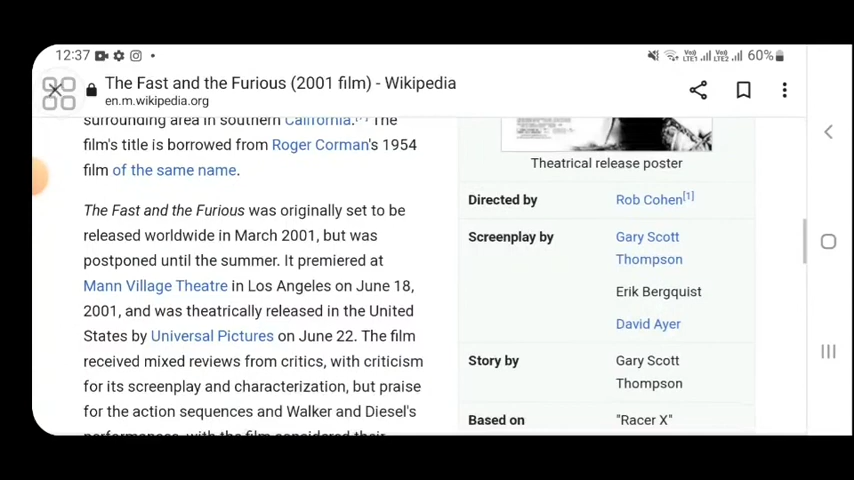 12:37
60%
The Fast and the Furious (2001 film) - Wikipedia
en.m.wikipedia.org
surrounding area in southern California. The
film's title is borrowed from Roger Corman's 1954
film of the same name.
The Fast and the Furious was originally set to be
released worldwide in March 2001, but was
postponed until the summer. It premiered at
Mann Village Theatre in Los Angeles on June 18,
2001, and was theatrically released in the United
States by Universal Pictures on June 22. The film
received mixed reviews from critics, with criticism
for its screenplay and characterization, but praise
for the action sequences and Walker and Diesel's
performances, with the film considered their
Theatrical release poster
Directed by
Rob Cohen[1]
Screenplay by
Gary Scott
Thompson
Erik Bergquist
David Ayer
Story by
Gary Scott
Thompson
Based on
"Racer X"